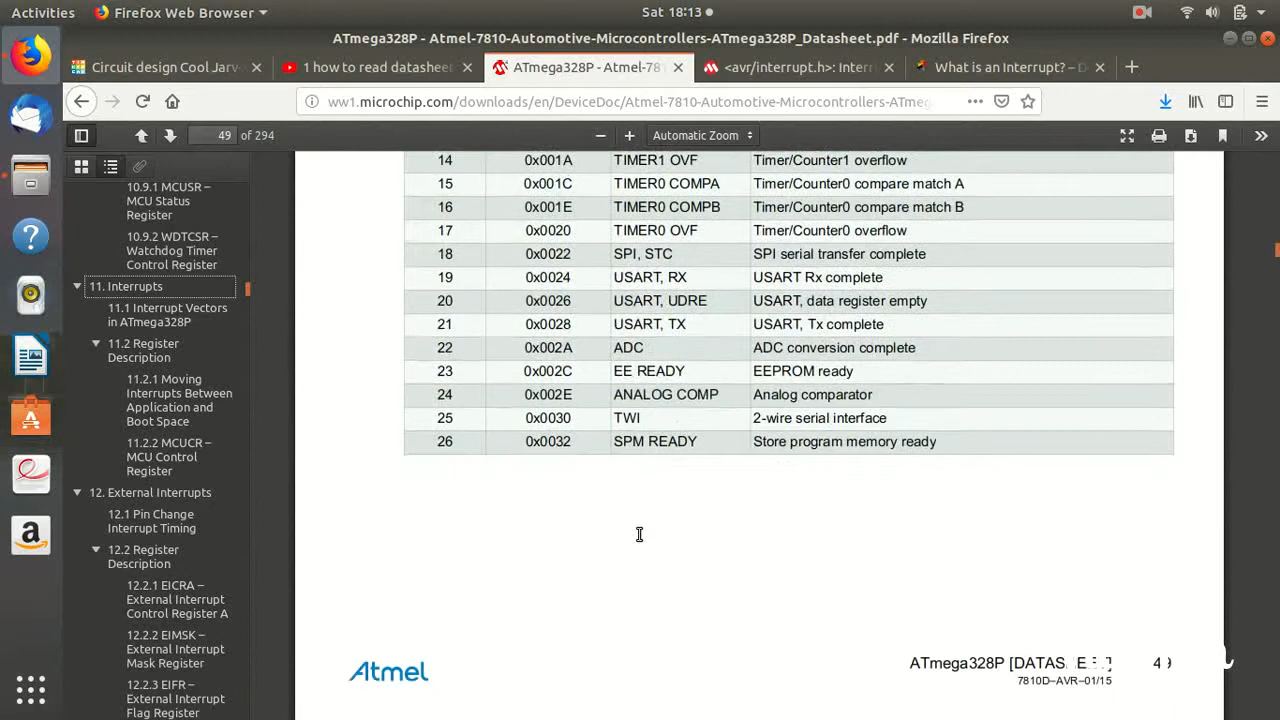 Activities Firefox Web Browser Sat 18:13
ATmega328P - Atmel-7810-Automotive-Microcontrollers-ATmega328P_Datasheet.pdf - Mozilla Firefox
Circuit design Cool Jarv- 1 how to read datashee ATmega328P - Atmel-781 <avr/interrupt.h>: Interr What is an Interrupt? – D
ww1.microchip.com/downloads/en/DeviceDoc/Atmel-7810-Automotive-Microcontrollers-ATmeg
49 of 294 Automatic Zoom
10.9.1 MCUSR –
MCU Status
Register
10.9.2 WDTCSR –
Watchdog Timer
Control Register
11. Interrupts
11.1 Interrupt Vectors
in ATmega328P
11.2 Register
Description
11.2.1 Moving
Interrupts Between
Application and
Boot Space
11.2.2 MCUCR –
MCU Control
Register
12. External Interrupts
12.1 Pin Change
Interrupt Timing
12.2 Register
Description
12.2.1 EICRA –
External Interrupt
Control Register A
12.2.2 EIMSK –
External Interrupt
Mask Register
12.2.3 EIFR –
External Interrupt
Flag Register
14 0x001A TIMER1 OVF Timer/Counter1 overflow
15 0x001C TIMER0 COMPA Timer/Counter0 compare match A
16 0x001E TIMER0 COMPB Timer/Counter0 compare match B
17 0x0020 TIMER0 OVF Timer/Counter0 overflow
18 0x0022 SPI, STC SPI serial transfer complete
19 0x0024 USART, RX USART Rx complete
20 0x0026 USART, UDRE USART, data register empty
21 0x0028 USART, TX USART, Tx complete
22 0x002A ADC ADC conversion complete
23 0x002C EE READY EEPROM ready
24 0x002E ANALOG COMP Analog comparator
25 0x0030 TWI 2-wire serial interface
26 0x0032 SPM READY Store program memory ready
Atmel
ATmega328P [DATASHEET] 49
7810D–AVR–01/15